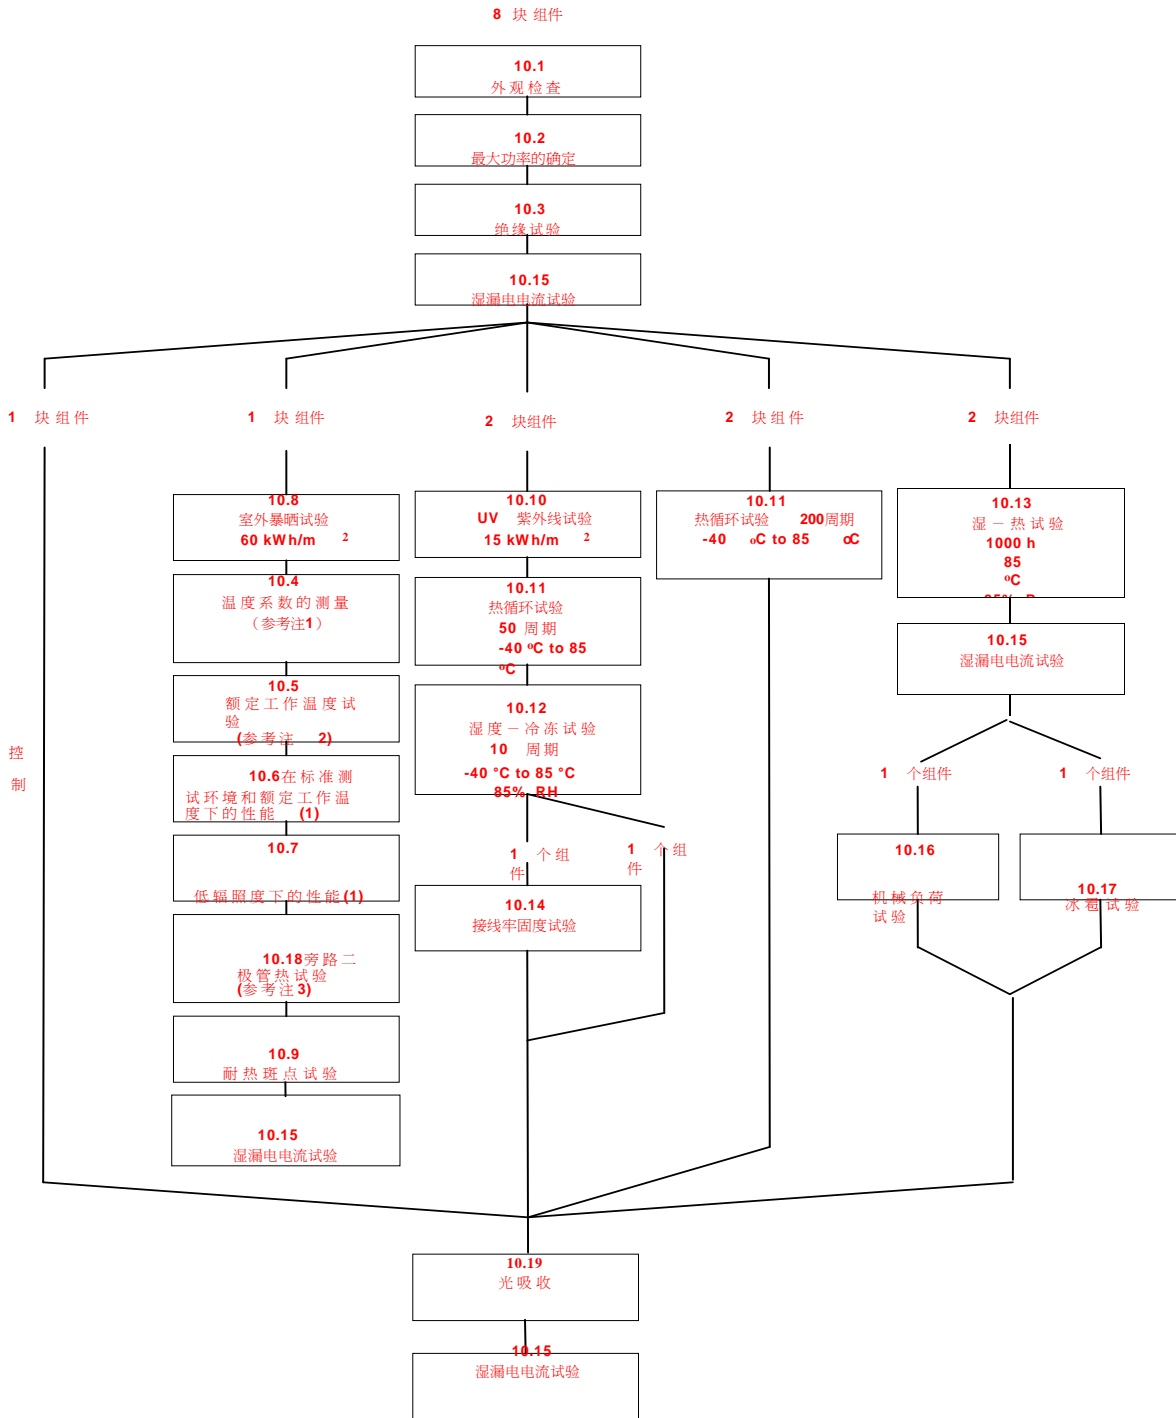 8 块组件
10.1
外观检查
10.2
最大功率的确定
10.3
绝缘试验
10.15
湿漏电电流试验
1 块组件
1 块组件
2 块组件
2 块组件
2 块组件
控
制
10.8
室外暴晒试验
60 kWh/m 2
10.4
温度系数的测量
（参考注1）
10.5
额定工作温度试
验
(参考注 2)
10.6在标准测
试环境和额定工作温
度下的性能 (1)
10.7
低辐照度下的性能(1)
10.18旁路二
极管热试验
(参考注3)
10.9
耐热斑点试验
10.15
湿漏电电流试验
10.10
UV 紫外线试验
15 kWh/m 2
10.11
热循环试验
50 周期
-40 ºC to 85
ºC
10.12
湿度－冷冻试验
10 周期
-40 °C to 85 °C
85% RH
1 个组
件
1 个组
件
10.14
接线牢固度试验
10.11
热循环试验 200周期
-40 ºC to 85 ºC
10.13
湿－热试验
1000 h
85
ºC
10.15
湿漏电电流试验
1 个组件
1 个组件
10.16
机械负荷
试验
10.17
冰雹试验
10.19
光吸收
10.15
湿漏电电流试验